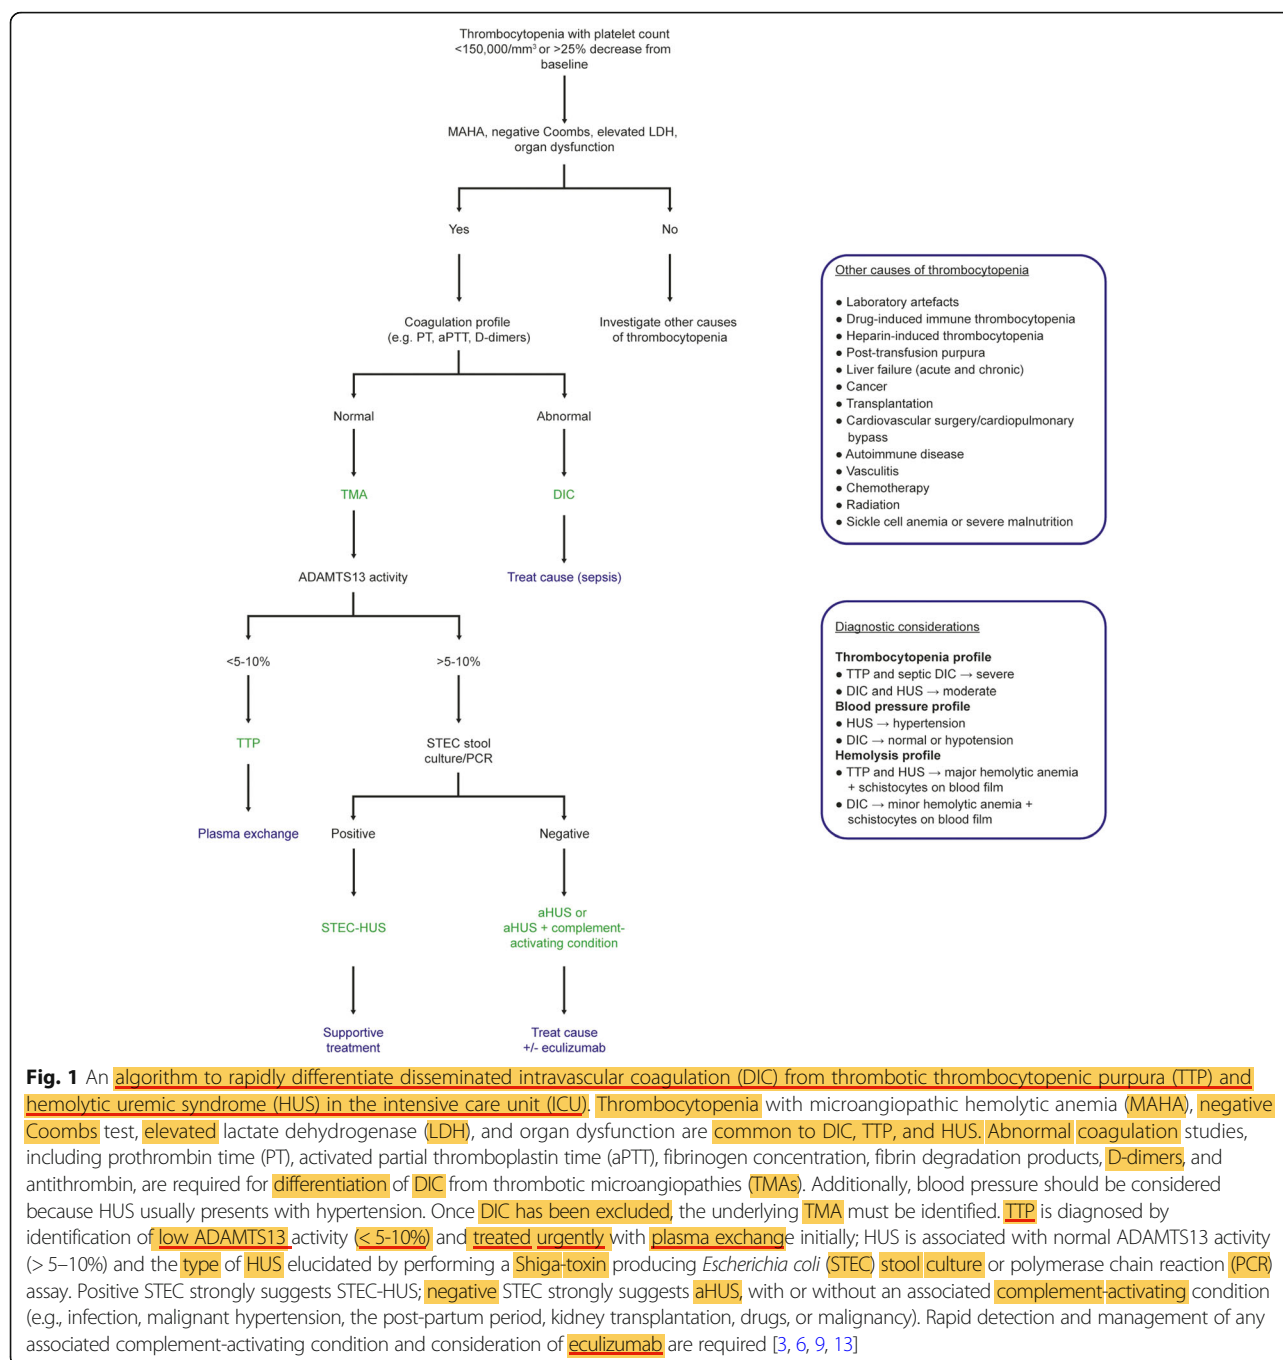 Thrombocytopenia with platelet count
<150,000/mm³ or >25% decrease from
baseline
MAHA, negative Coombs, elevated LDH,
organ dysfunction
Yes
No
Coagulation profile
(e.g. PT, aPTT, D-dimers)
Investigate other causes
of thrombocytopenia
Normal
Abnormal
TMA
DIC
ADAMTS13 activity
Treat cause (sepsis)
<5-10%
>5-10%
TTP
STEC stool
culture/PCR
Plasma exchange
Positive
Negative
STEC-HUS
aHUS or
aHUS + complement-
activating condition
Supportive
treatment
Treat cause
+/- eculizumab
Other causes of thrombocytopenia
● Laboratory artefacts
● Drug-induced immune thrombocytopenia
● Heparin-induced thrombocytopenia
● Post-transfusion purpura
● Liver failure (acute and chronic)
● Cancer
● Transplantation
● Cardiovascular surgery/cardiopulmonary
bypass
● Autoimmune disease
● Vasculitis
● Chemotherapy
● Radiation
● Sickle cell anemia or severe malnutrition
Diagnostic considerations
Thrombocytopenia profile
● TTP and septic DIC → severe
● DIC and HUS → moderate
Blood pressure profile
● HUS → hypertension
● DIC → normal or hypotension
Hemolysis profile
● TTP and HUS → major hemolytic anemia
+ schistocytes on blood film
● DIC → minor hemolytic anemia +
schistocytes on blood film
Fig. 1 An algorithm to rapidly differentiate disseminated intravascular coagulation (DIC) from thrombotic thrombocytopenic purpura (TTP) and
hemolytic uremic syndrome (HUS) in the intensive care unit (ICU). Thrombocytopenia with microangiopathic hemolytic anemia (MAHA), negative
Coombs test, elevated lactate dehydrogenase (LDH), and organ dysfunction are common to DIC, TTP, and HUS. Abnormal coagulation studies,
including prothrombin time (PT), activated partial thromboplastin time (aPTT), fibrinogen concentration, fibrin degradation products, D-dimers, and
antithrombin, are required for differentiation of DIC from thrombotic microangiopathies (TMAs). Additionally, blood pressure should be considered
because HUS usually presents with hypertension. Once DIC has been excluded, the underlying TMA must be identified. TTP is diagnosed by
identification of low ADAMTS13 activity (< 5-10%) and treated urgently with plasma exchange initially; HUS is associated with normal ADAMTS13 activity
(> 5–10%) and the type of HUS elucidated by performing a Shiga-toxin producing Escherichia coli (STEC) stool culture or polymerase chain reaction (PCR)
assay. Positive STEC strongly suggests STEC-HUS; negative STEC strongly suggests aHUS, with or without an associated complement-activating condition
(e.g., infection, malignant hypertension, the post-partum period, kidney transplantation, drugs, or malignancy). Rapid detection and management of any
associated complement-activating condition and consideration of eculizumab are required [3, 6, 9, 13]